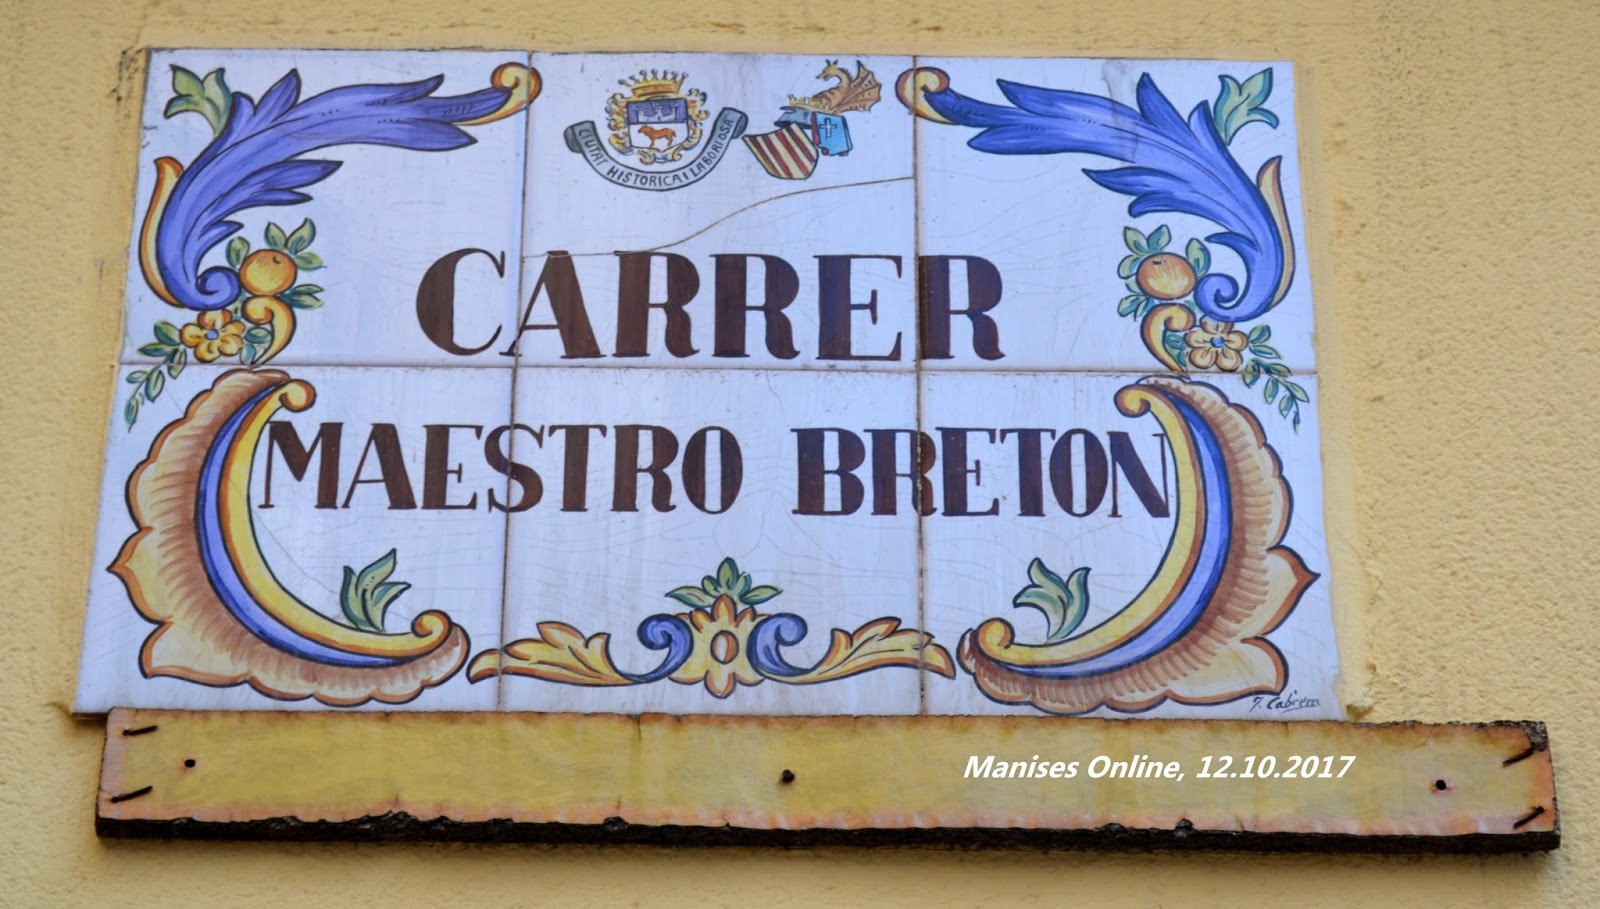 CIUTAT HISTORICA I LABORIOSA
CARRER
MAESTRO BRETON
Manises Online, 12.10.2017